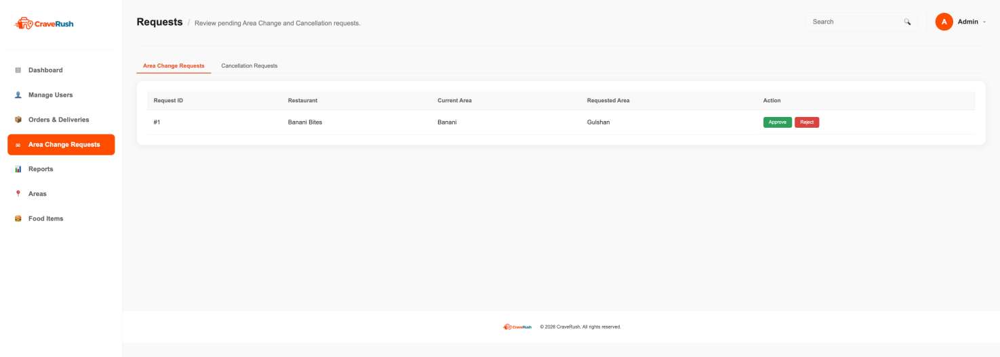 CraveRush
Requests / Review pending Area Change and Cancellation requests.
Search
A Admin
Dashboard
Manage Users
Orders & Deliveries
Area Change Requests
Reports
Areas
Food Items
Area Change Requests Cancellation Requests
Request ID Restaurant Current Area Requested Area Action
#1 Banani Bites Banani Gulshan Approve Reject
CraveRush © 2026 CraveRush. All rights reserved.